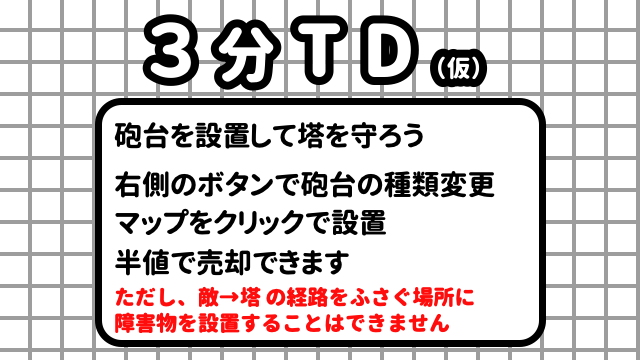 3分TD(仮)
砲台を設置して塔を守ろう
右側のボタンで砲台の種類変更
マップをクリックで設置
半値で売却できます
ただし、敵→塔の経路をふさぐ場所に
障害物を設置することはできません